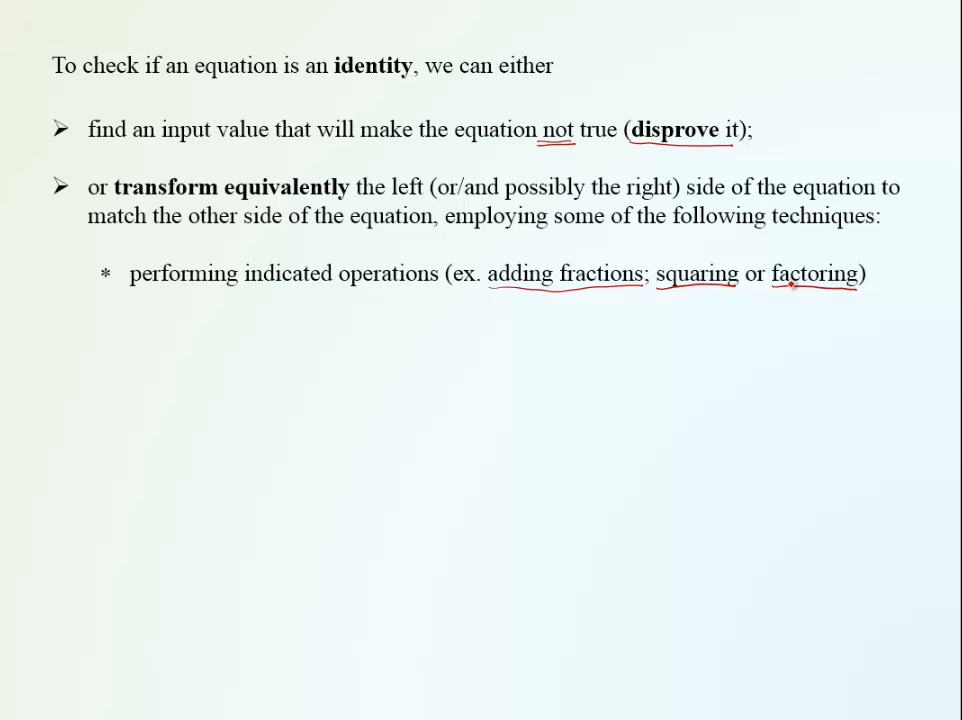 To check if an equation is an identity, we can either
➢ find an input value that will make the equation not true (disprove it);
➢ or transform equivalently the left (or/and possibly the right) side of the equation to
match the other side of the equation, employing some of the following techniques:
* performing indicated operations (ex. adding fractions; squaring or factoring)